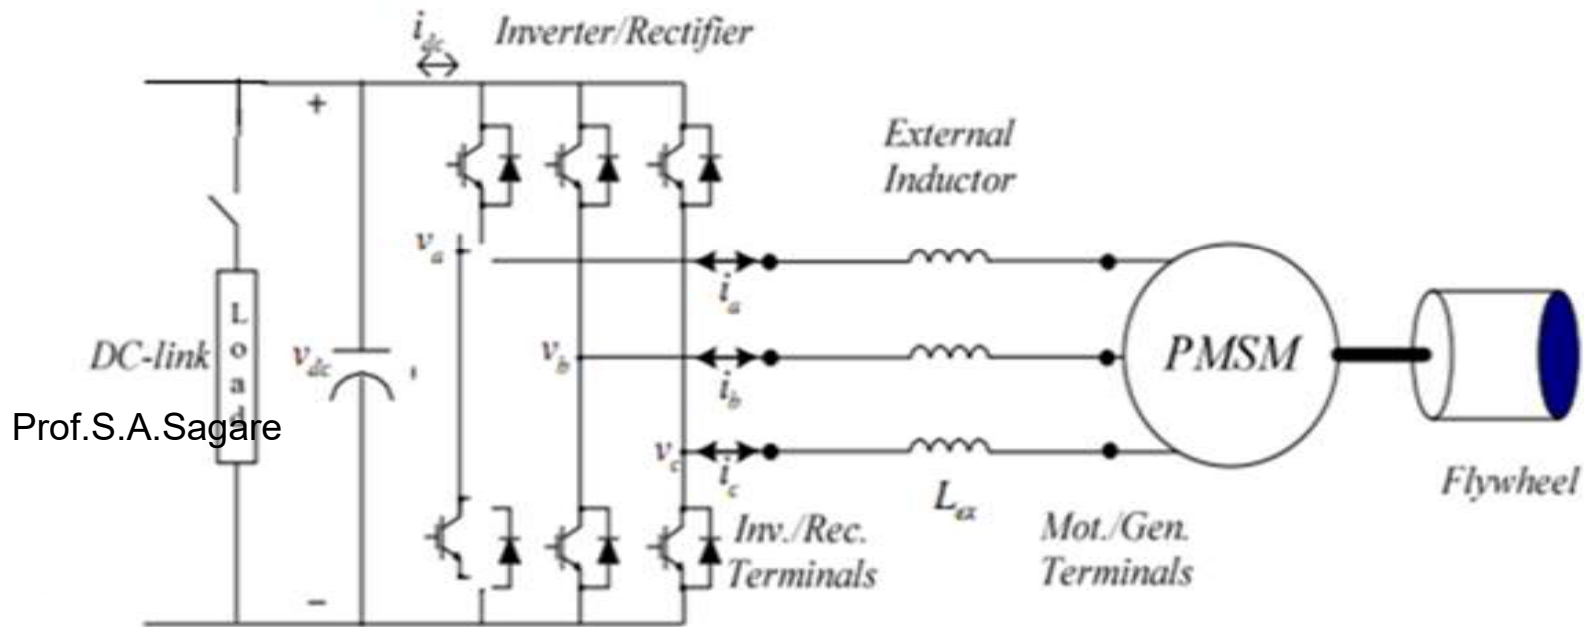 i_dc
Inverter/Rectifier
+
External
Inductor
v_a
i_a
DC-link
Load
v_dc
v_b
i_b
PMSM
Prof.S.A.Sagare
v_c
i_c
L_ex
Flywheel
Inv./Rec.
Terminals
Mot./Gen.
Terminals
−